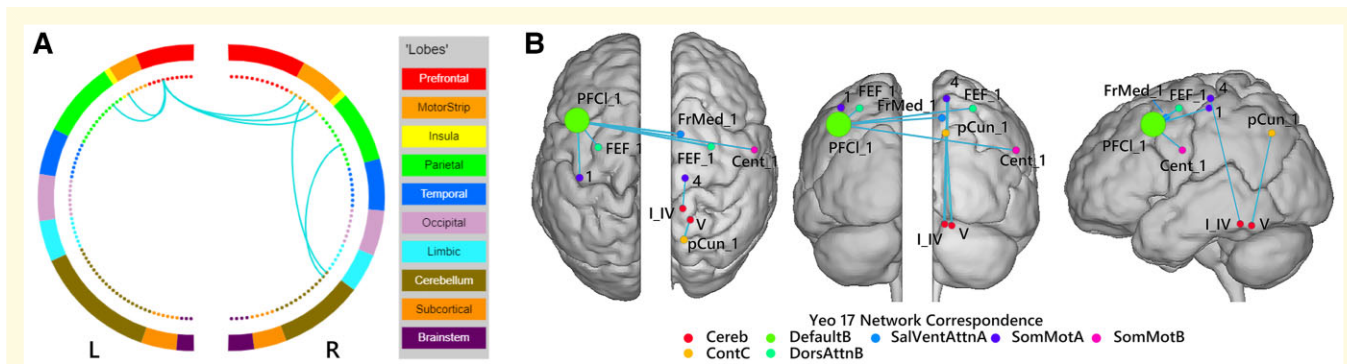 A
L
R
'Lobes'
Prefrontal
MotorStrip
Insula
Parietal
Temporal
Occipital
Limbic
Cerebellum
Subcortical
Brainstem
B
PFCl_1
FrMed_1
FEF_1
FEF_1
Cent_1
1
4
I_IV
V
pCun_1
4
1
FEF_1
FEF_1
FrMed_1
pCun_1
PFCl_1
Cent_1
I_IV
V
FrMed_1
4
FEF_1
1
pCun_1
PFCl_1
Cent_1
I_IV
V
Yeo 17 Network Correspondence
Cereb DefaultB SalVentAttnA SomMotA SomMotB
ContC DorsAttnB